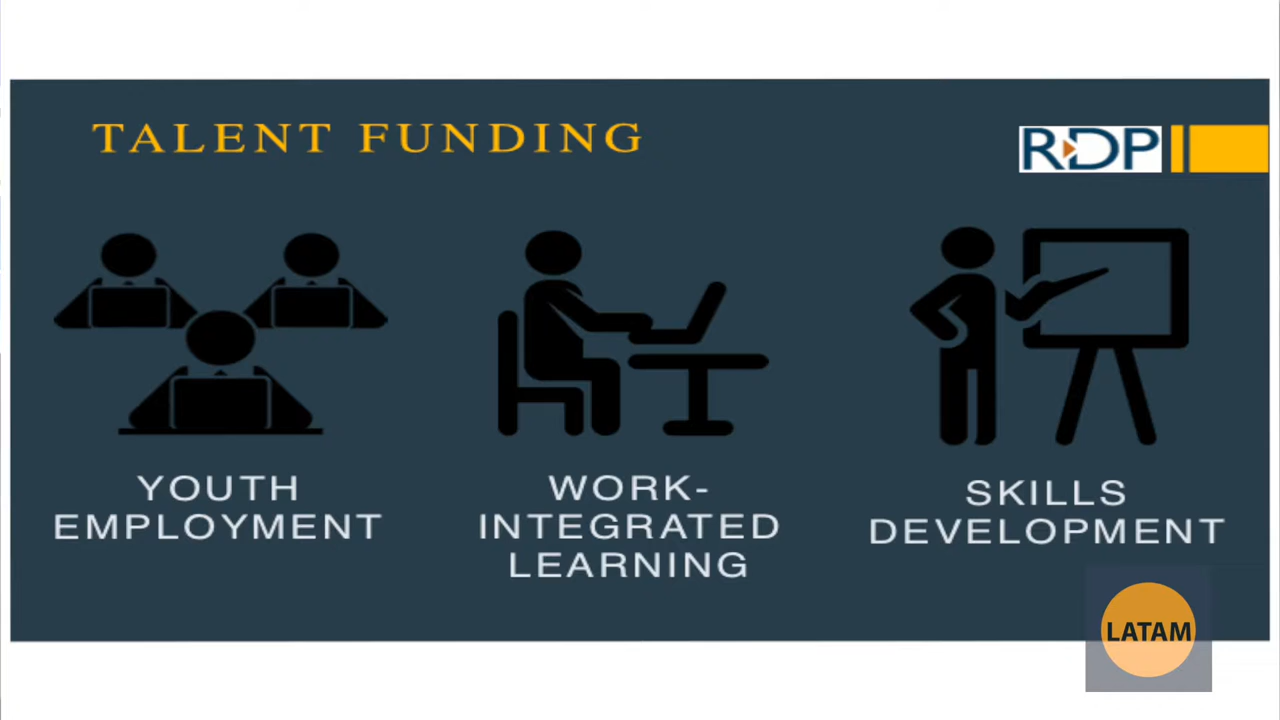 TALENT FUNDING
RDP
YOUTH
EMPLOYMENT
WORK-
INTEGRATED
LEARNING
SKILLS
DEVELOPMENT
LATAM